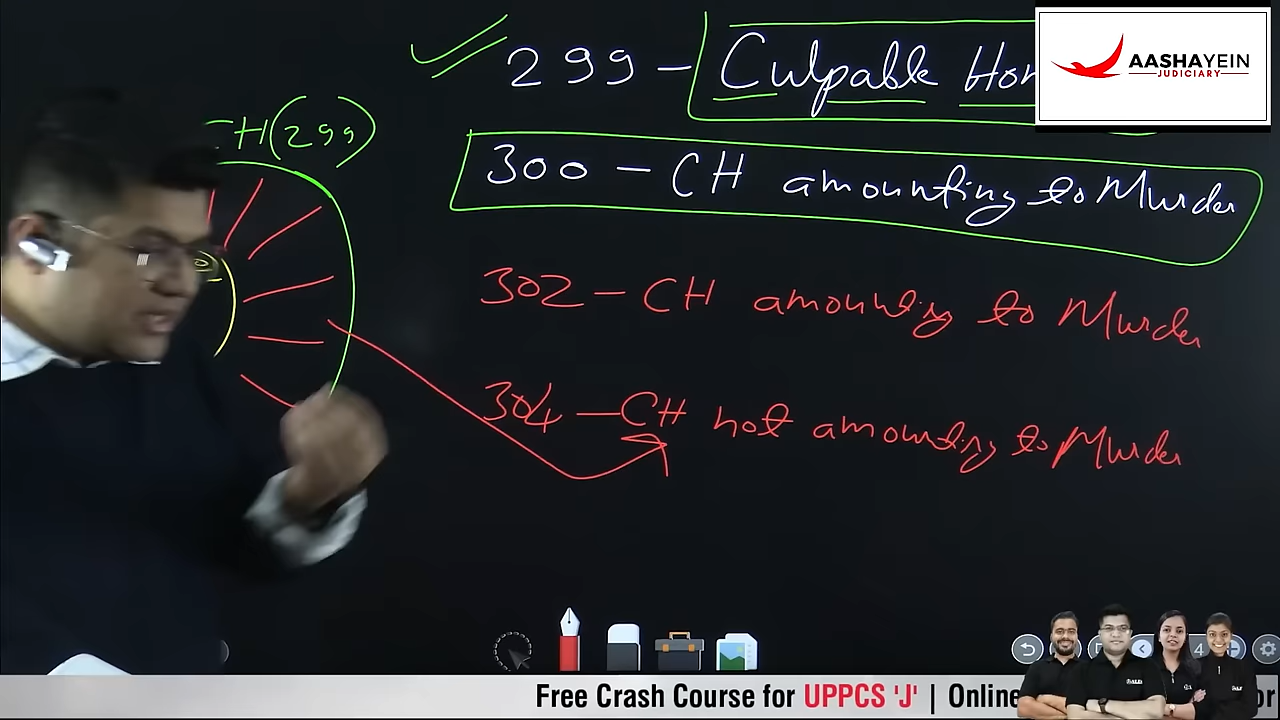 299 - Culpable
AASHAYEIN
JUDICIARY
CH(299)
300 - CH amounting to Murder
302 - CH amounting to Murder
304 - CH not amounting to Murder
4
Free Crash Course for UPPCS 'J' | Online